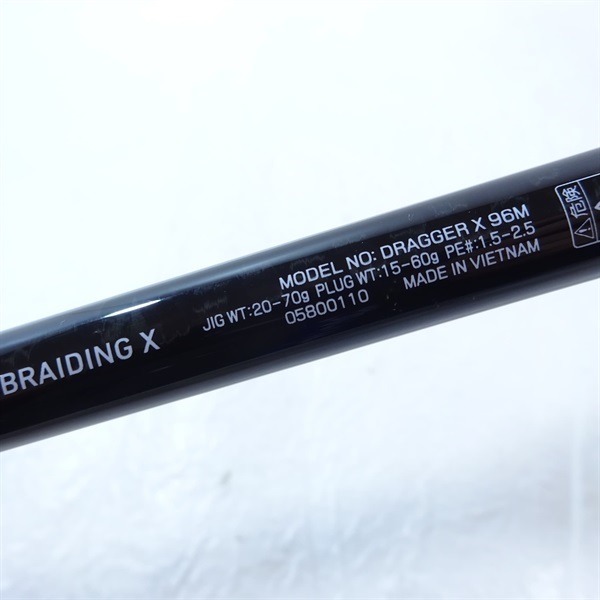 BRAIDING X
MODEL NO: DRAGGER X 96M
JIG WT:20-70g PLUG WT:15-60g PE#:1.5-2.5
05800110 MADE IN VIETNAM
危険